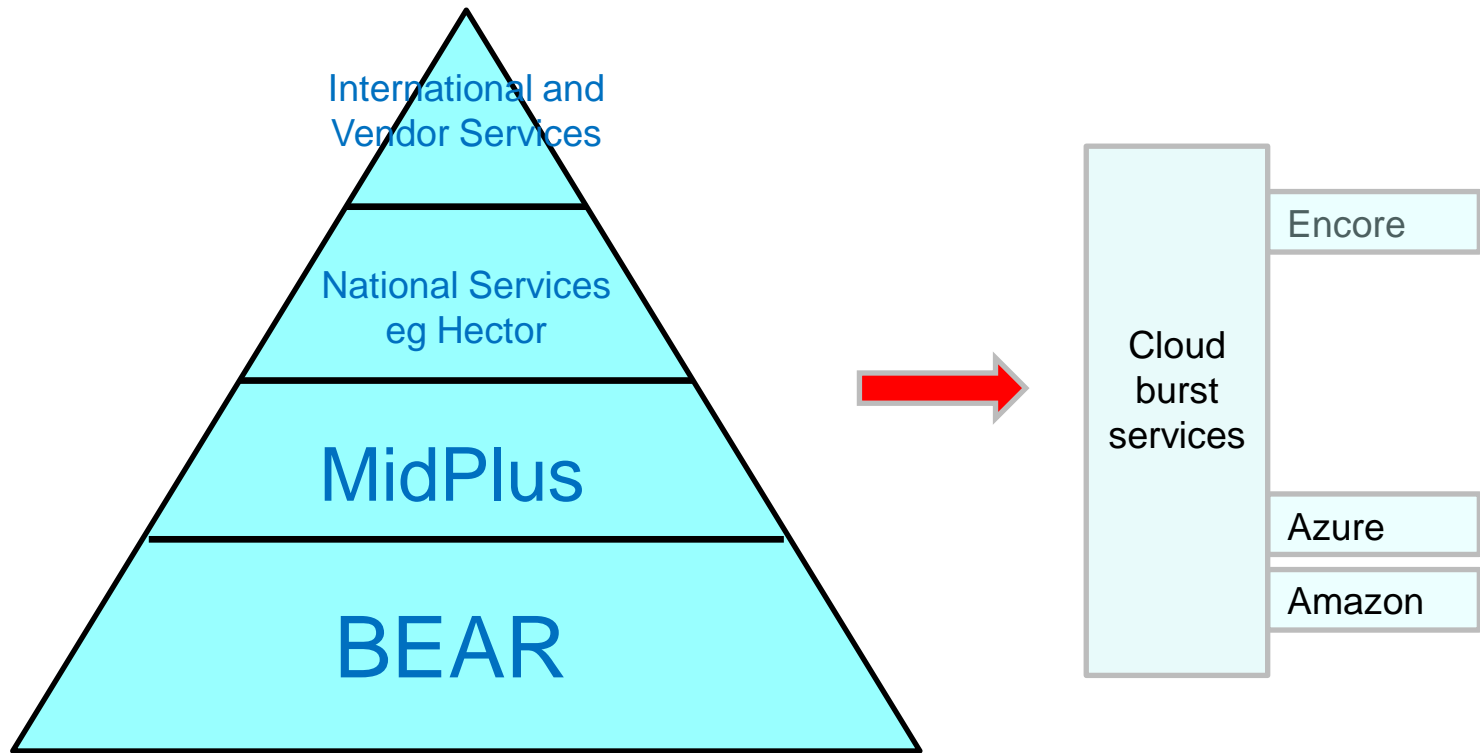 International and
Vendor Services
National Services
eg Hector
MidPlus
BEAR
Cloud
burst
services
Encore
Azure
Amazon